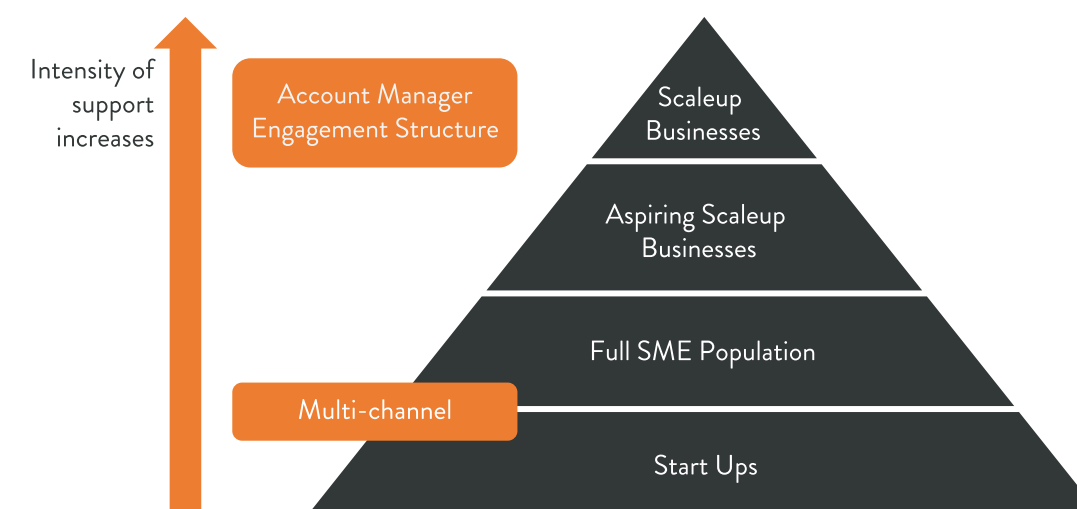 Intensity of
support
increases
Account Manager
Engagement Structure
Scaleup
Businesses
Aspiring Scaleup
Businesses
Full SME Population
Multi-channel
Start Ups